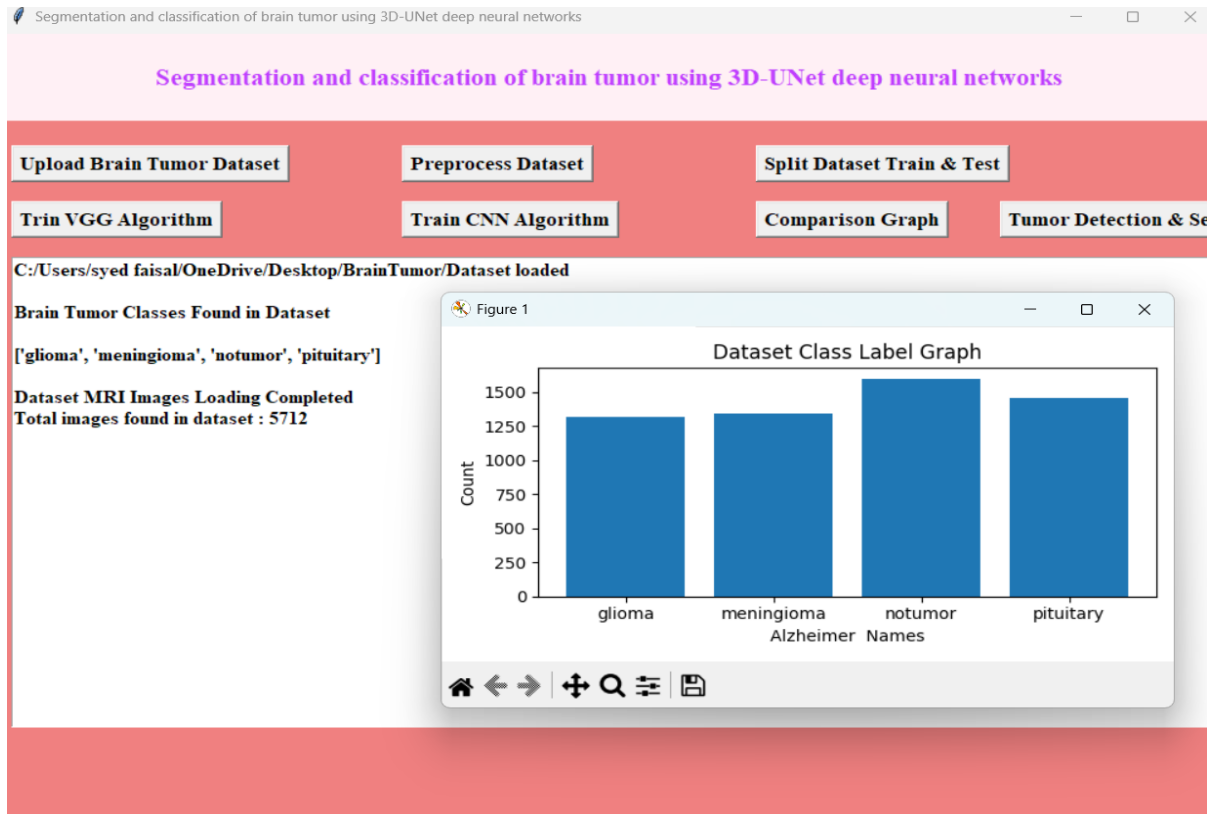 Segmentation and classification of brain tumor using 3D-UNet deep neural networks
Segmentation and classification of brain tumor using 3D-UNet deep neural networks
Upload Brain Tumor Dataset
Preprocess Dataset
Split Dataset Train & Test
Trin VGG Algorithm
Train CNN Algorithm
Comparison Graph
Tumor Detection & Se
C:/Users/syed faisal/OneDrive/Desktop/BrainTumor/Dataset loaded
Brain Tumor Classes Found in Dataset
['glioma', 'meningioma', 'notumor', 'pituitary']
Dataset MRI Images Loading Completed
Total images found in dataset : 5712
Figure 1
Dataset Class Label Graph
Count
1500
1250
1000
750
500
250
0
glioma
meningioma
notumor
pituitary
Alzheimer  Names